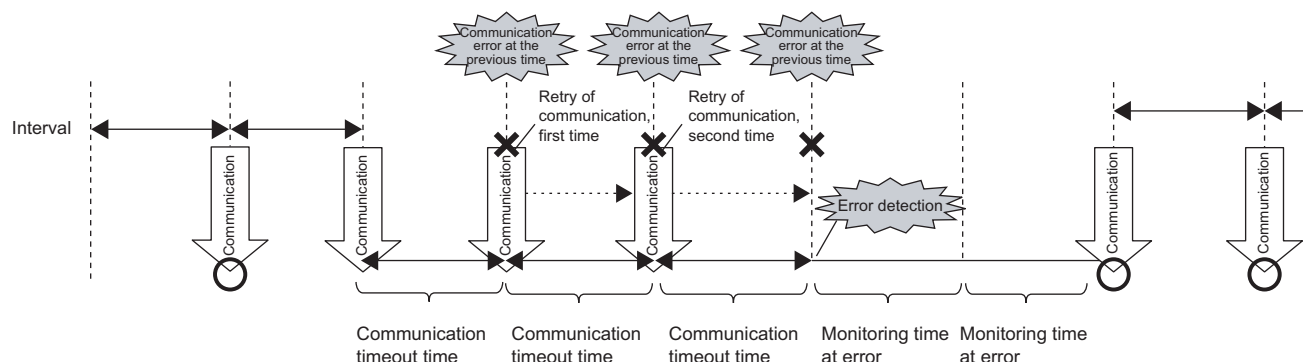 Communication
error at the
previous time
Communication
error at the
previous time
Communication
error at the
previous time
Retry of
communication,
first time
Retry of
communication,
second time
Interval
Communication
Communication
Communication
Communication
Communication
Communication
Error detection
Communication
timeout time
Communication
timeout time
Communication
timeout time
Monitoring time
at error
Monitoring time
at error